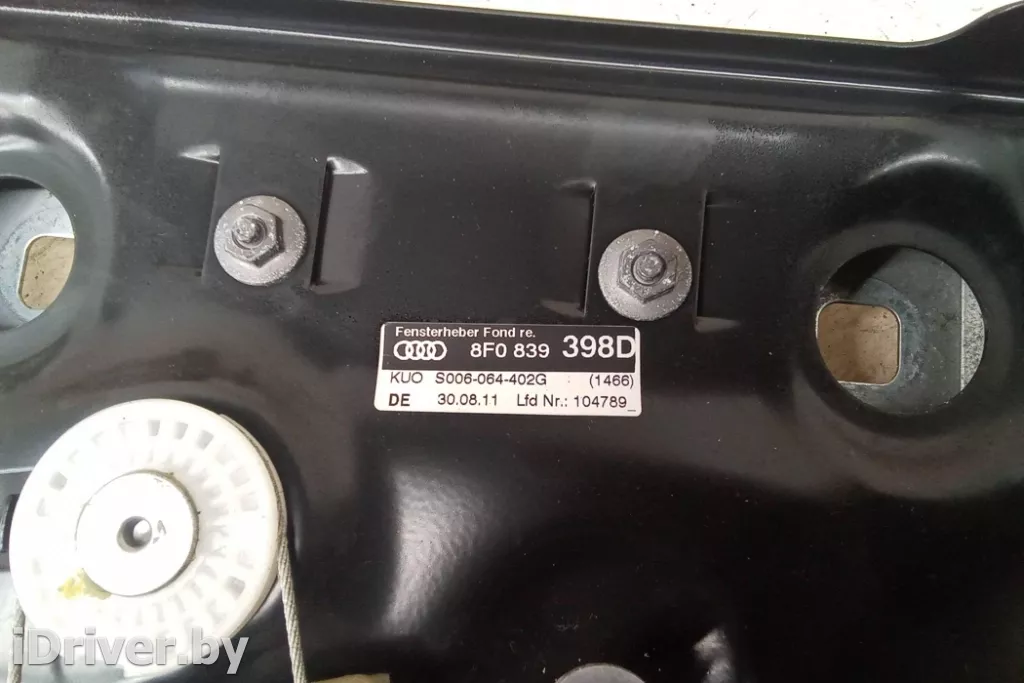 Fensterheber Fond re.
8F0 839 398D
KUO S006-064-402G (1466)
DE 30.08.11 Lfd Nr.: 104789_
iDriver.by